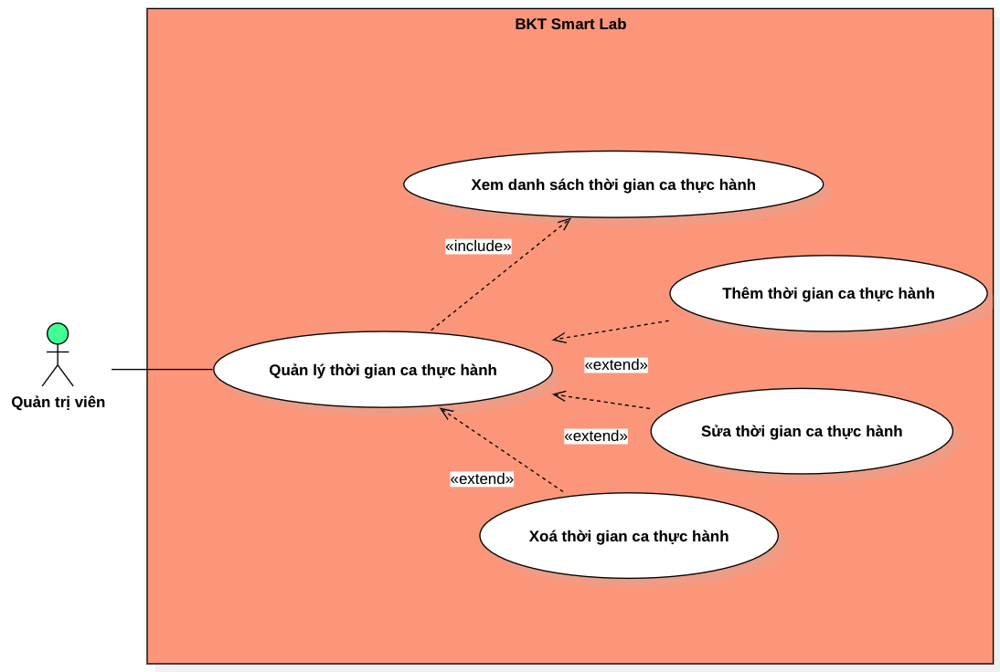 BKT Smart Lab
Xem danh sách thời gian ca thực hành
«include»
Thêm thời gian ca thực hành
«extend»
Quản lý thời gian ca thực hành
Quản trị viên
«extend»
Sửa thời gian ca thực hành
«extend»
Xoá thời gian ca thực hành